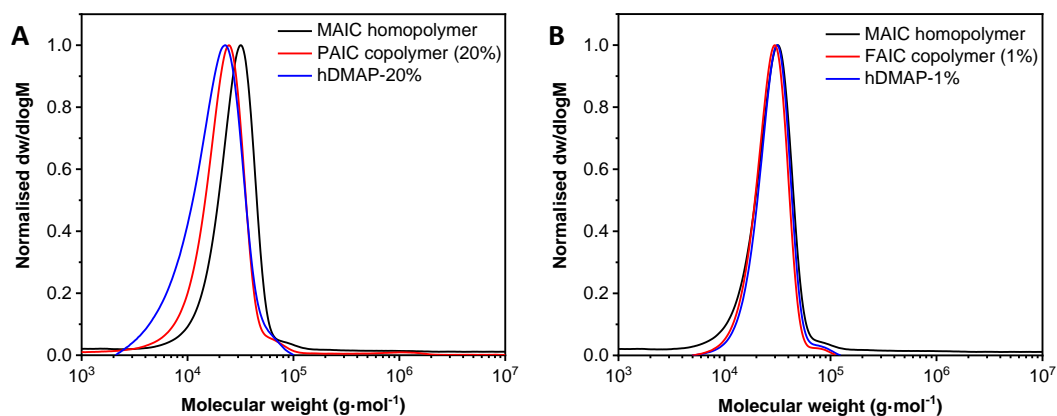 A
Normalised dw/dlogM
1.0
0.8
0.6
0.4
0.2
0.0
MAIC homopolymer
PAIC copolymer (20%)
hDMAP-20%
10³ 10⁴ 10⁵ 10⁶ 10⁷
Molecular weight (g·mol⁻¹)
B
Normalised dw/dlogM
1.0
0.8
0.6
0.4
0.2
0.0
MAIC homopolymer
FAIC copolymer (1%)
hDMAP-1%
10³ 10⁴ 10⁵ 10⁶ 10⁷
Molecular weight (g·mol⁻¹)